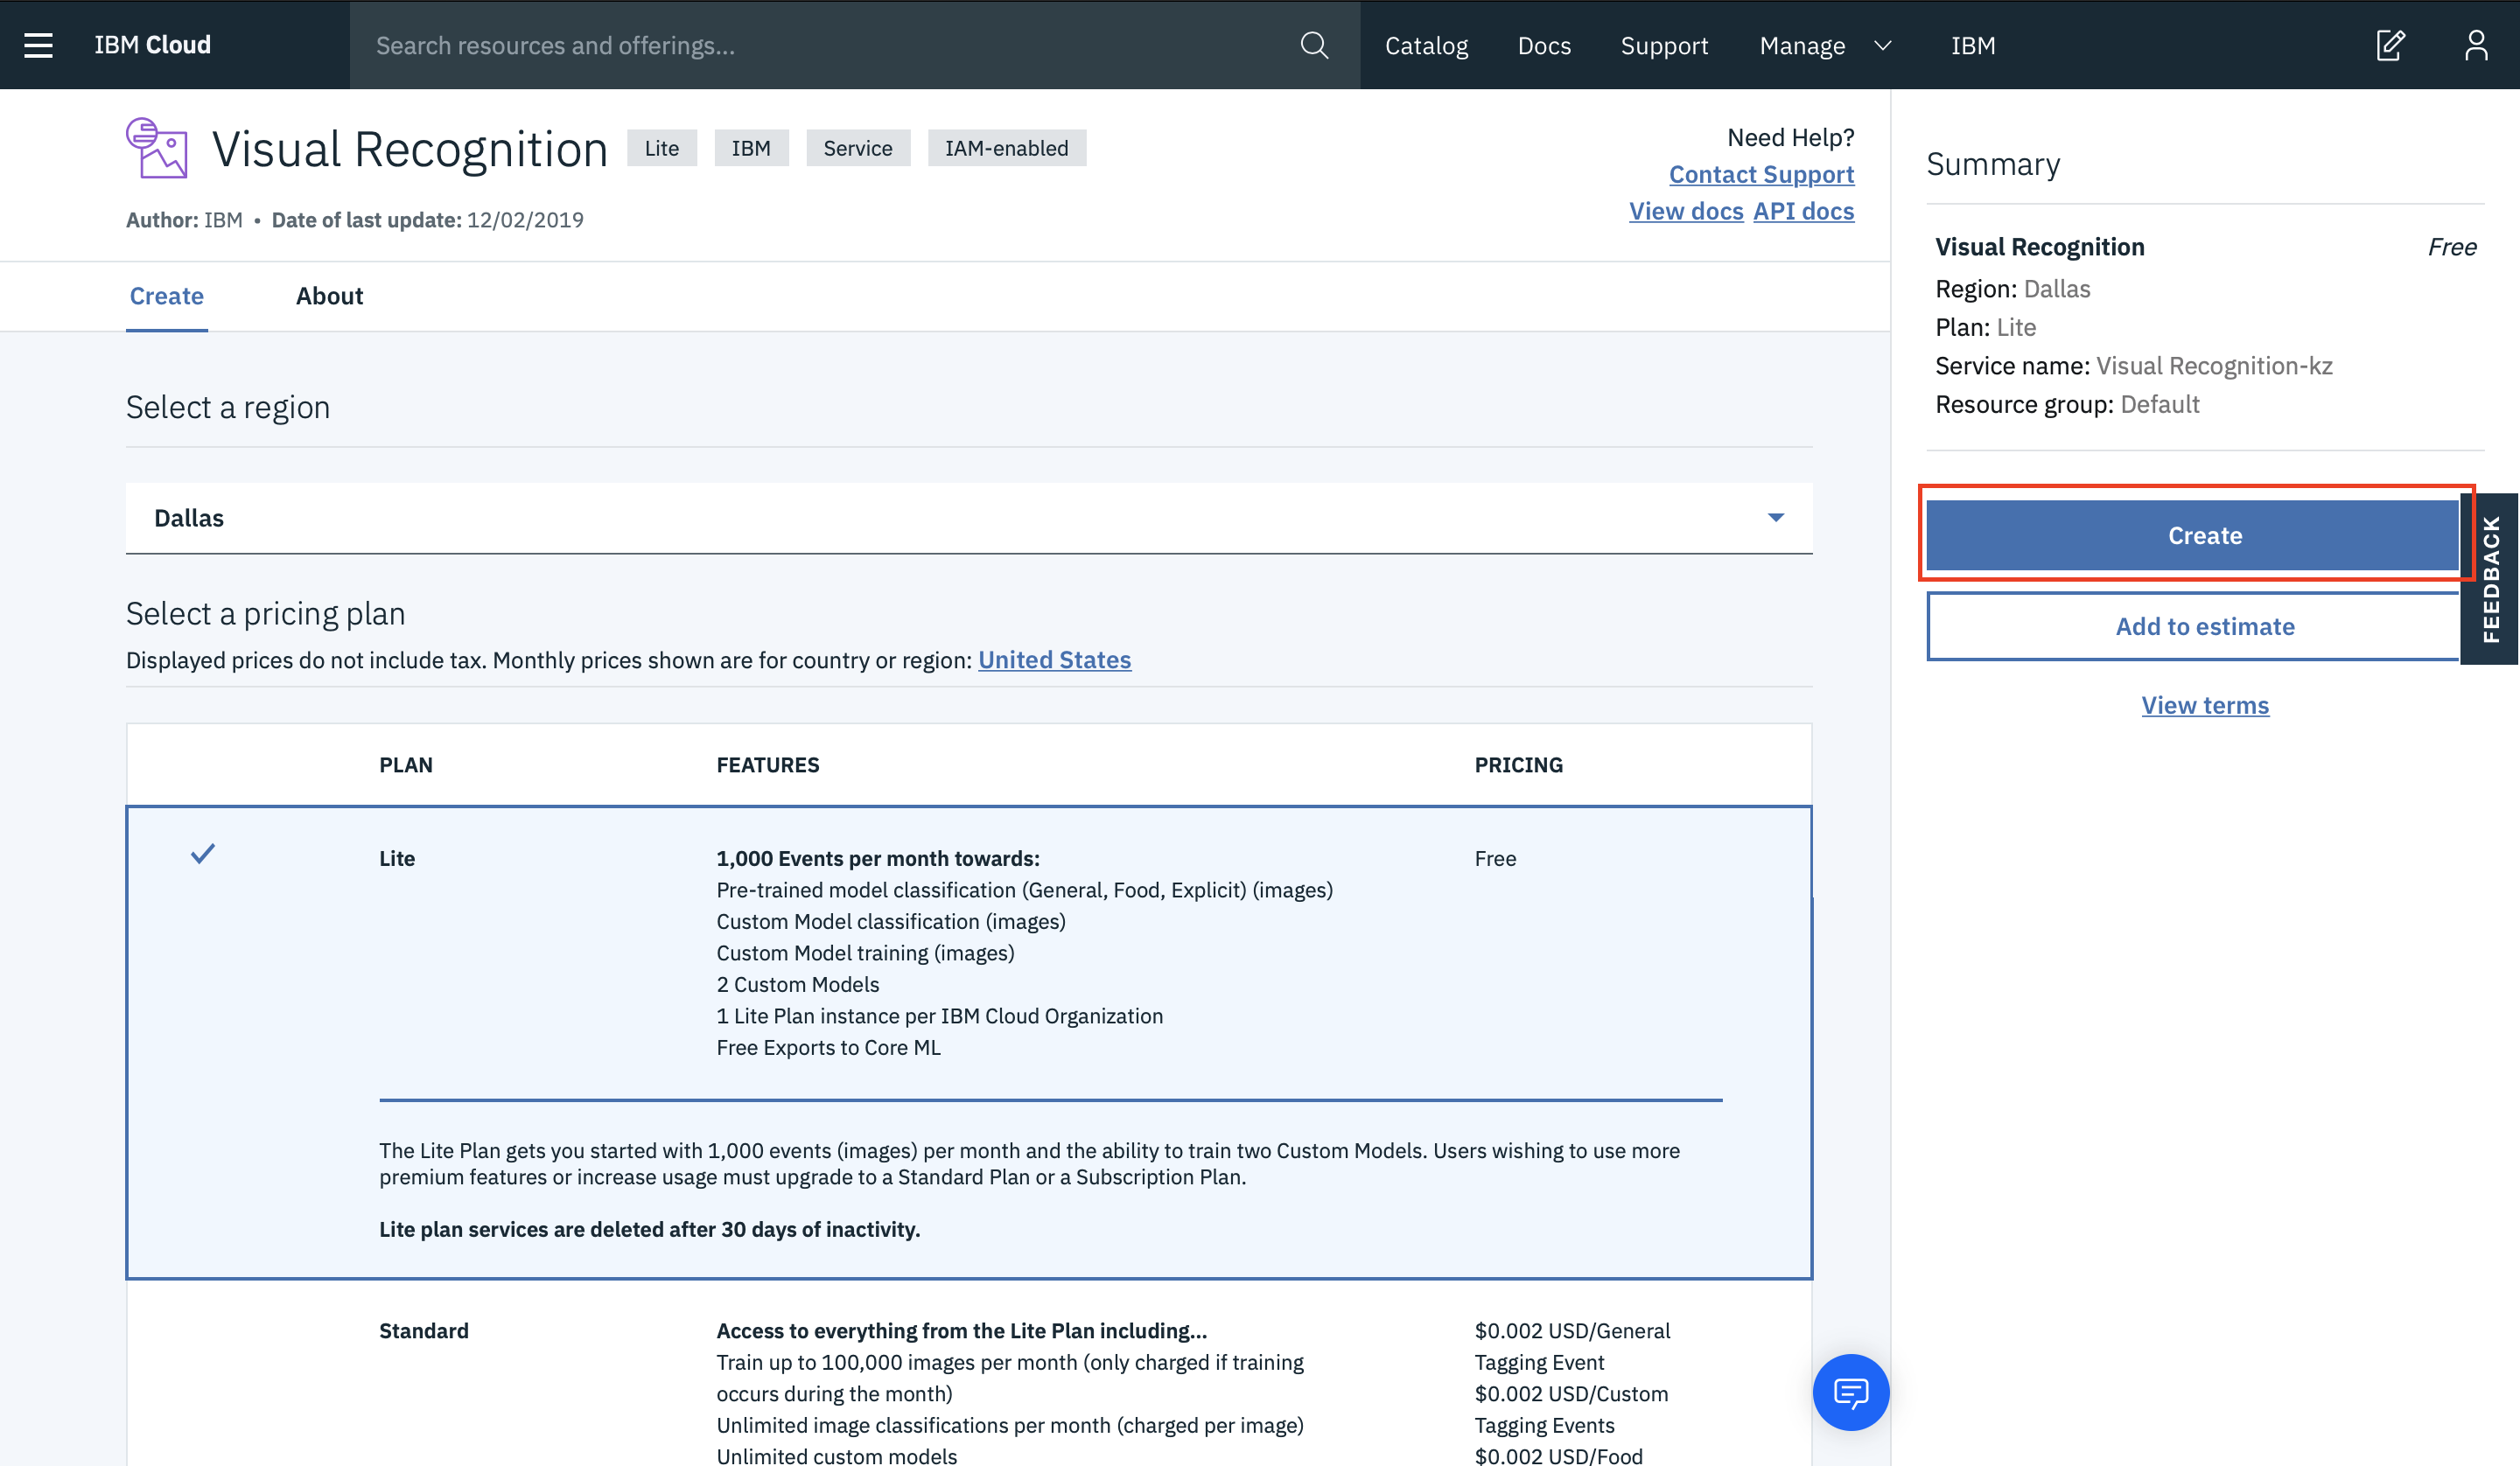 IBM Cloud
Search resources and offerings...
Catalog
Docs
Support
Manage
IBM
Visual Recognition
Lite
IBM
Service
IAM-enabled
Author: IBM • Date of last update: 12/02/2019
Need Help?
Contact Support
View docs API docs
Create
About
Select a region
Dallas
Select a pricing plan
Displayed prices do not include tax. Monthly prices shown are for country or region: United States
PLAN
FEATURES
PRICING
Lite
1,000 Events per month towards:
Free
Pre-trained model classification (General, Food, Explicit) (images)
Custom Model classification (images)
Custom Model training (images)
2 Custom Models
1 Lite Plan instance per IBM Cloud Organization
Free Exports to Core ML
The Lite Plan gets you started with 1,000 events (images) per month and the ability to train two Custom Models. Users wishing to use more
premium features or increase usage must upgrade to a Standard Plan or a Subscription Plan.
Lite plan services are deleted after 30 days of inactivity.
Standard
Access to everything from the Lite Plan including...
Train up to 100,000 images per month (only charged if training
occurs during the month)
Unlimited image classifications per month (charged per image)
Unlimited custom models
$0.002 USD/General
Tagging Event
$0.002 USD/Custom
Tagging Events
$0.002 USD/Food
Summary
Visual Recognition
Free
Region: Dallas
Plan: Lite
Service name: Visual Recognition-kz
Resource group: Default
Create
Add to estimate
View terms
FEEDBACK